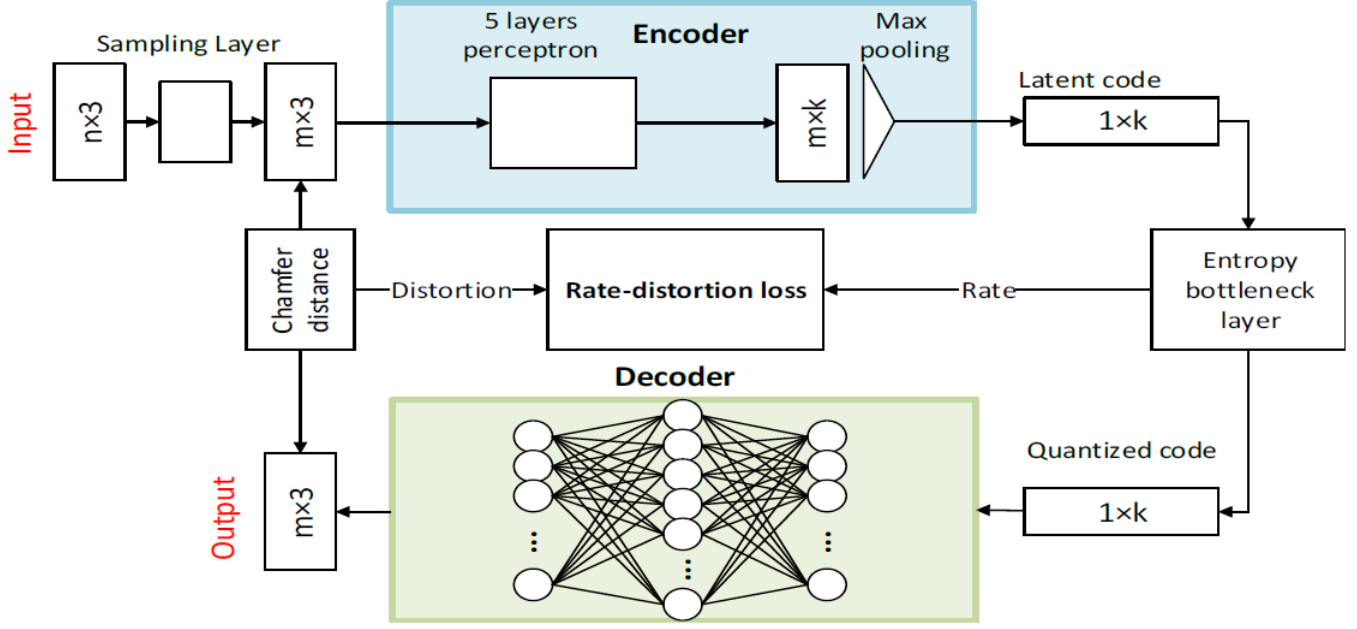 Sampling Layer
Input
n×3
m×3
5 layers
perceptron
Encoder
Max
pooling
m×k
Latent code
1×k
Chamfer
distance
Distortion
Rate-distortion loss
Rate
Entropy
bottleneck
layer
Decoder
Output
m×3
...
...
...
Quantized code
1×k